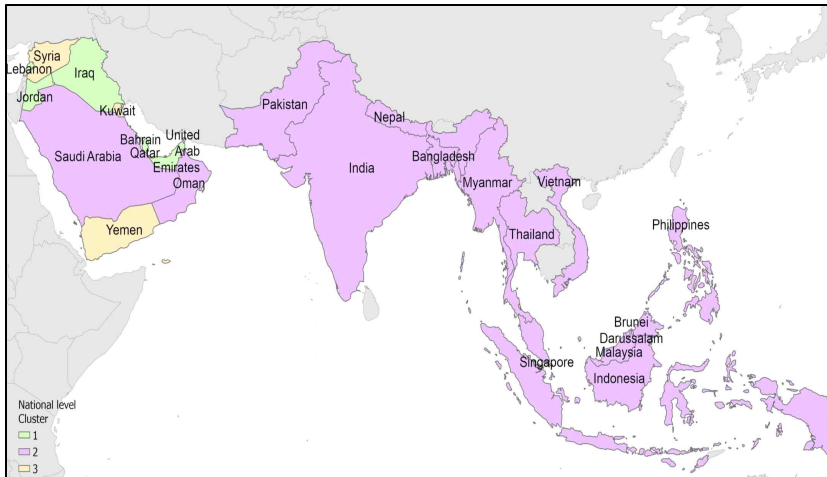 Syria
Lebanon
Iraq
Jordan
Kuwait
Pakistan
Nepal
Bahrain
United
Qatar
Arab
Emirates
Saudi Arabia
Oman
India
Bangladesh
Myanmar
Vietnam
Yemen
Thailand
Philippines
Brunei
Darussalam
Malaysia
Singapore
Indonesia
National level
Cluster
1
2
3